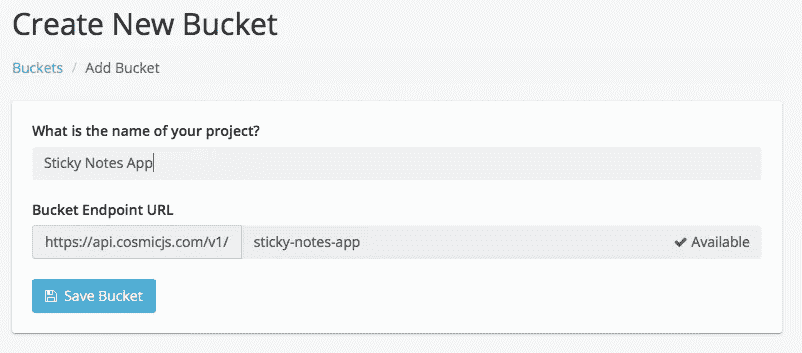 Create New Bucket
Buckets / Add Bucket
What is the name of your project?
Sticky Notes App
Bucket Endpoint URL
https://api.cosmicjs.com/v1/ sticky-notes-app ✔ Available
Save Bucket